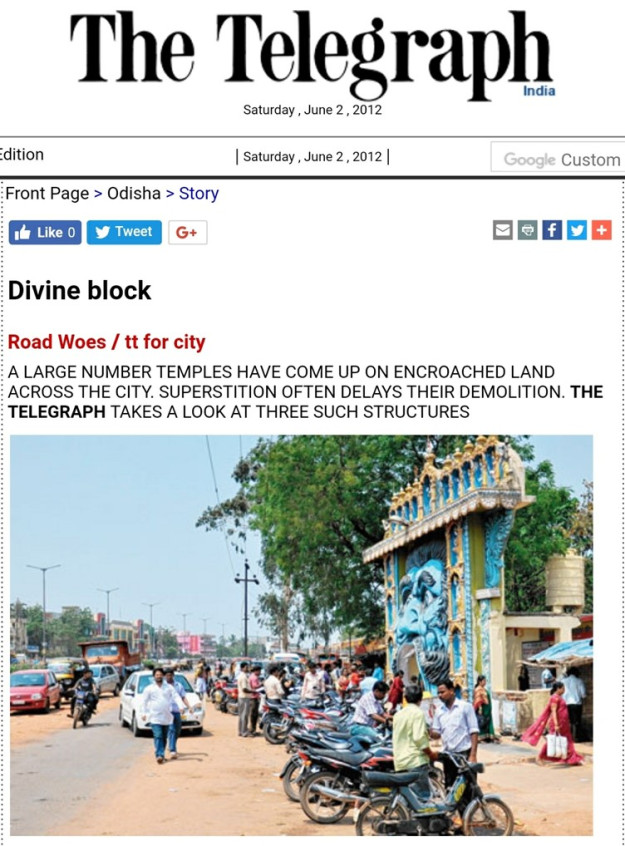 The Telegraph
India
Saturday , June 2 , 2012
Edition
| Saturday , June 2 , 2012 |
Google Custom
Front Page > Odisha > Story
Like 0
Tweet
G+
Divine block
Road Woes / tt for city
A LARGE NUMBER TEMPLES HAVE COME UP ON ENCROACHED LAND
ACROSS THE CITY. SUPERSTITION OFTEN DELAYS THEIR DEMOLITION. THE
TELEGRAPH TAKES A LOOK AT THREE SUCH STRUCTURES